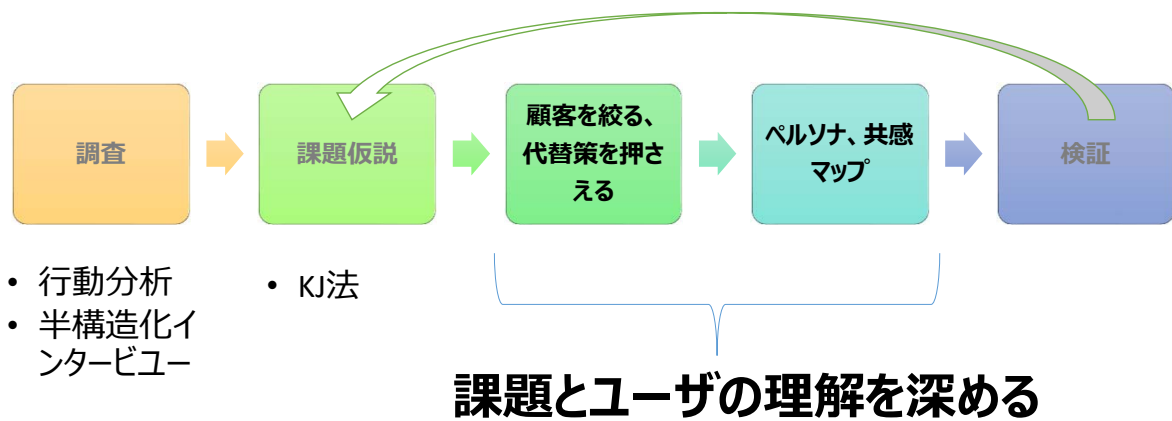 調査
課題仮説
顧客を絞る、
代替策を押さ
える
ペルソナ、共感
マップ
検証
• 行動分析
• 半構造化イ
ンタービユー
• KJ法
課題とユーザの理解を深める